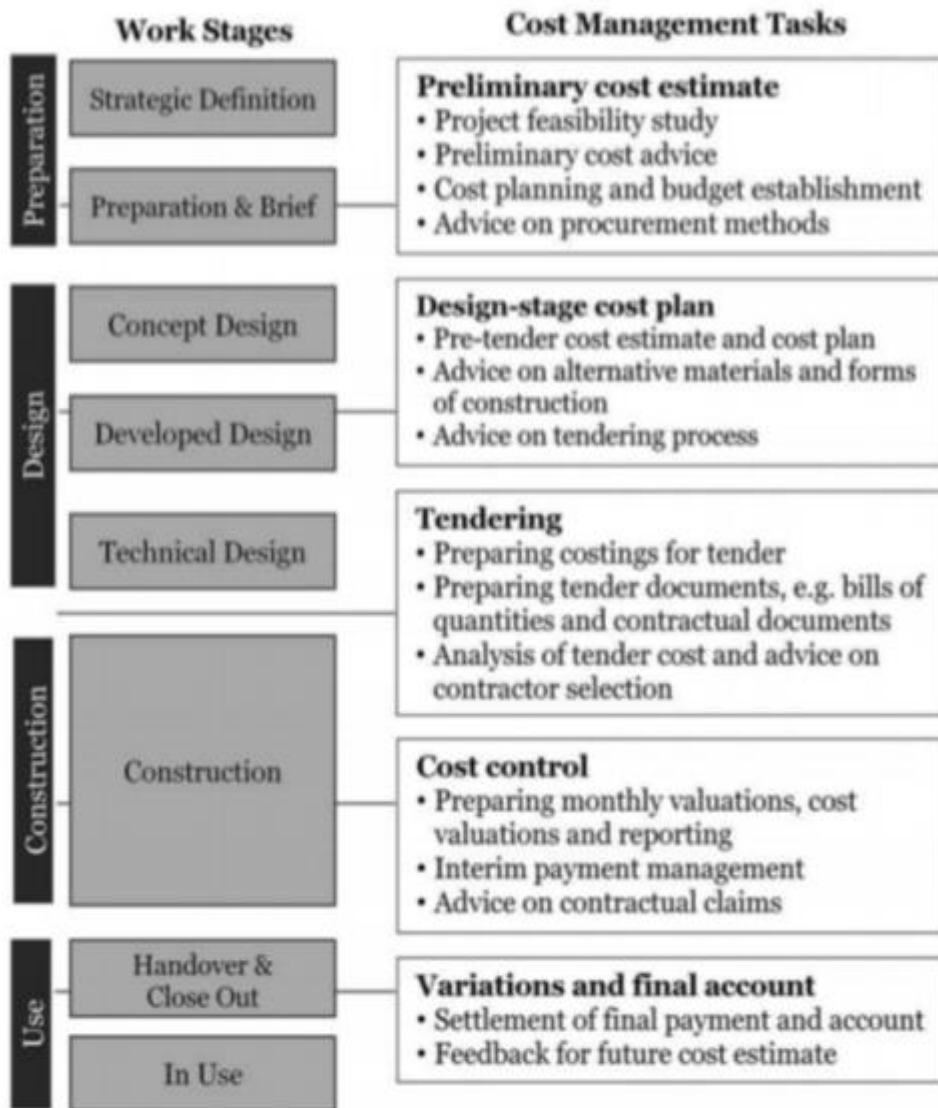 Work Stages
Cost Management Tasks
Preparation
Strategic Definition
Preparation & Brief
Preliminary cost estimate
• Project feasibility study
• Preliminary cost advice
• Cost planning and budget establishment
• Advice on procurement methods
Design
Concept Design
Developed Design
Technical Design
Design-stage cost plan
• Pre-tender cost estimate and cost plan
• Advice on alternative materials and forms
of construction
• Advice on tendering process
Tendering
• Preparing costings for tender
• Preparing tender documents, e.g. bills of
quantities and contractual documents
• Analysis of tender cost and advice on
contractor selection
Construction
Construction
Cost control
• Preparing monthly valuations, cost
valuations and reporting
• Interim payment management
• Advice on contractual claims
Use
Handover &
Close Out
In Use
Variations and final account
• Settlement of final payment and account
• Feedback for future cost estimate